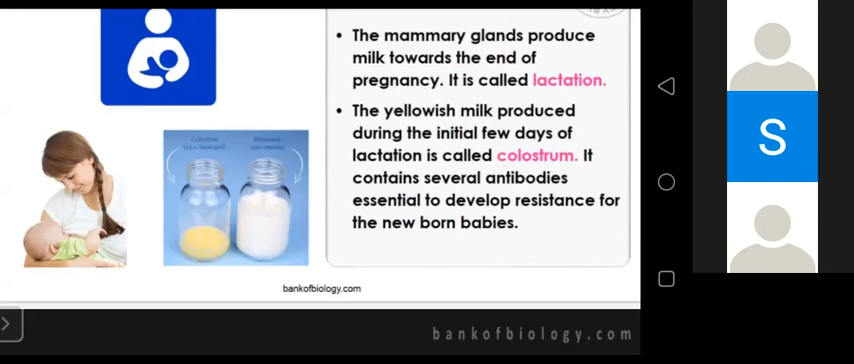 • The mammary glands produce
milk towards the end of
pregnancy. It is called lactation.
• The yellowish milk produced
during the initial few days of
lactation is called colostrum. It
contains several antibodies
essential to develop resistance for
the new born babies.
Colostrum
bankofbiology.com
bankofbiology.com
S